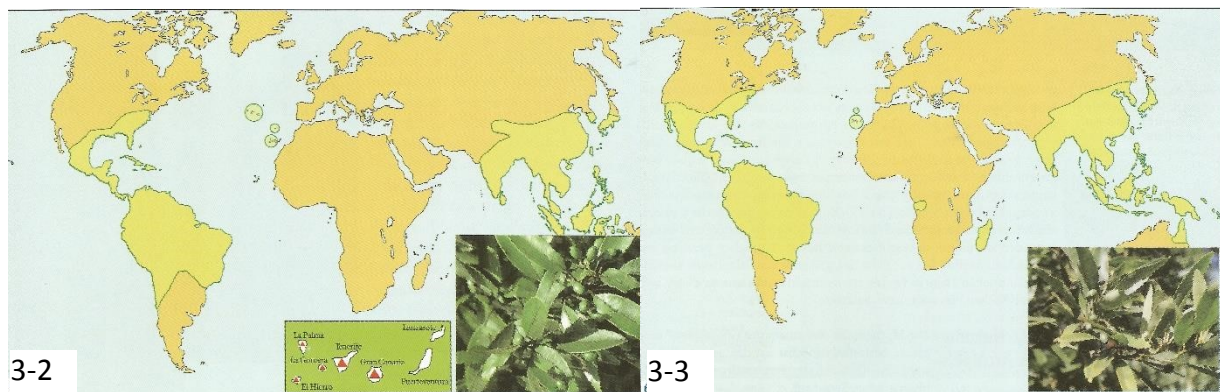 La Palma
Tenerife
Lanzarote
La Gomera
Gran Canaria
Fuerteventura
El Hierro
3-2
3-3